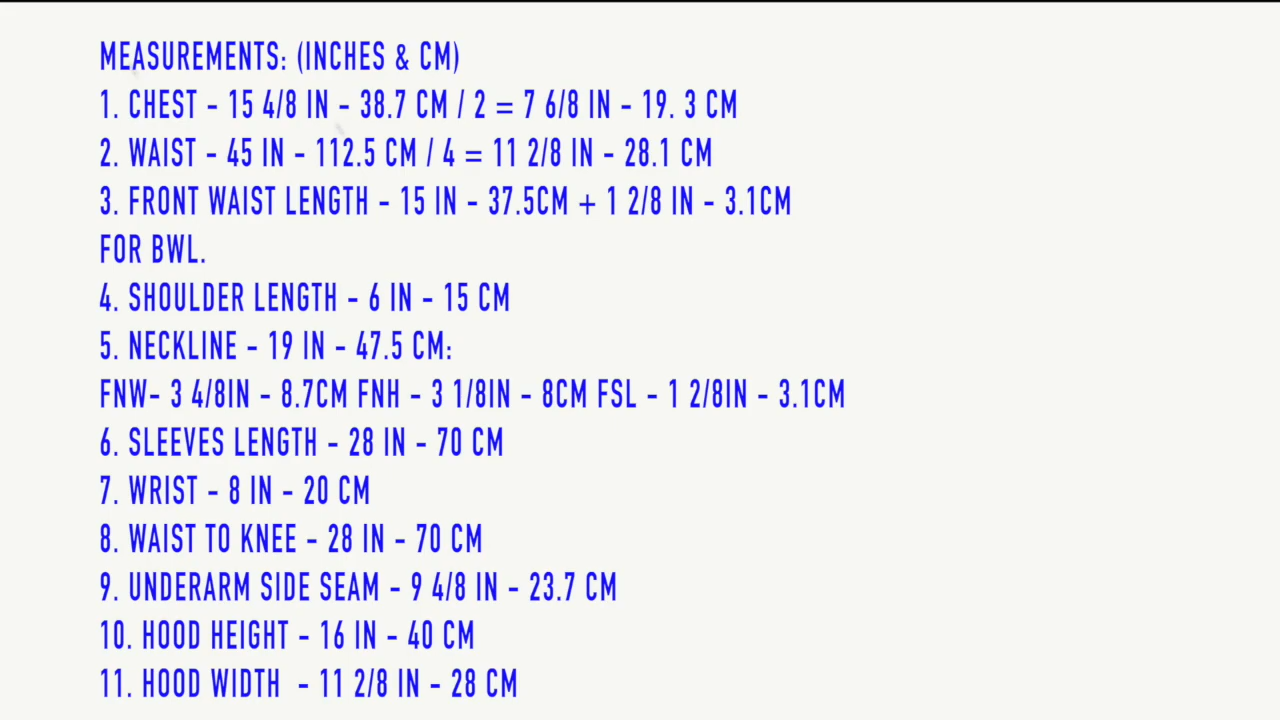 MEASUREMENTS: (INCHES & CM)
1. CHEST - 15 4/8 IN - 38.7 CM / 2 = 7 6/8 IN - 19. 3 CM
2. WAIST - 45 IN - 112.5 CM / 4 = 11 2/8 IN - 28.1 CM
3. FRONT WAIST LENGTH - 15 IN - 37.5CM + 1 2/8 IN - 3.1CM
FOR BWL.
4. SHOULDER LENGTH - 6 IN - 15 CM
5. NECKLINE - 19 IN - 47.5 CM:
FNW- 3 4/8IN - 8.7CM FNH - 3 1/8IN - 8CM FSL - 1 2/8IN - 3.1CM
6. SLEEVES LENGTH - 28 IN - 70 CM
7. WRIST - 8 IN - 20 CM
8. WAIST TO KNEE - 28 IN - 70 CM
9. UNDERARM SIDE SEAM - 9 4/8 IN - 23.7 CM
10. HOOD HEIGHT - 16 IN - 40 CM
11. HOOD WIDTH - 11 2/8 IN - 28 CM